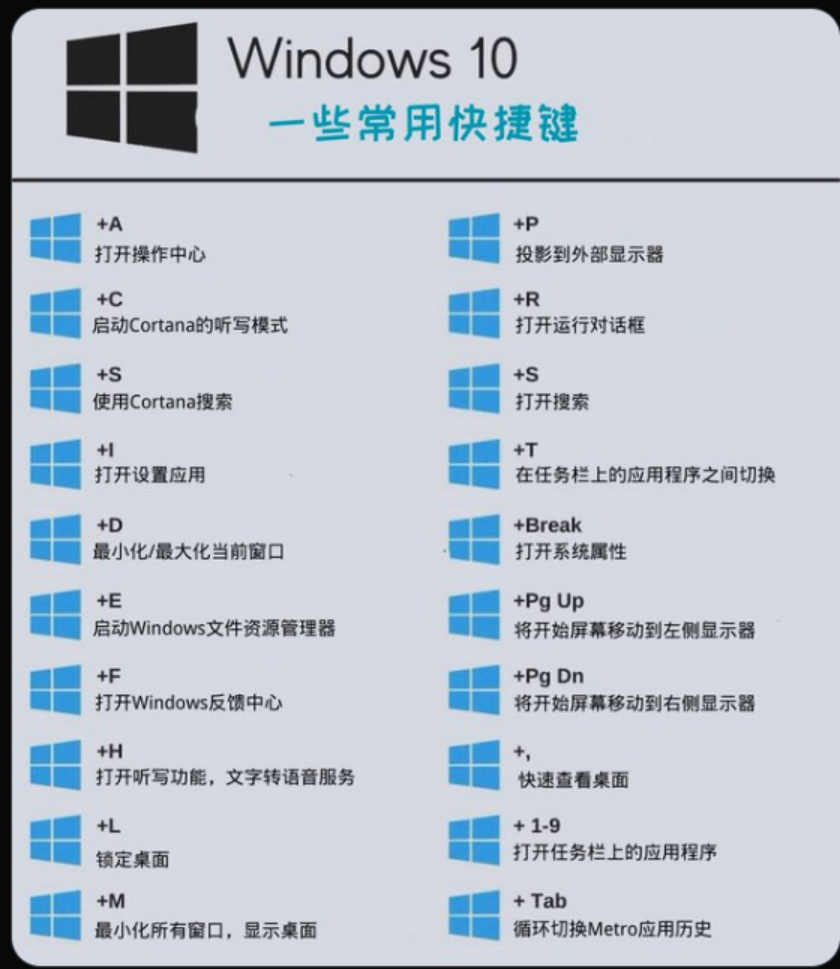 Windows 10
一些常用快捷键
+A
打开操作中心
+C
启动Cortana的听写模式
+S
使用Cortana搜索
+I
打开设置应用
+D
最小化/最大化当前窗口
+E
启动Windows文件资源管理器
+F
打开Windows反馈中心
+H
打开听写功能，文字转语音服务
+L
锁定桌面
+M
最小化所有窗口，显示桌面
+P
投影到外部显示器
+R
打开运行对话框
+S
打开搜索
+T
在任务栏上的应用程序之间切换
+Break
打开系统属性
+Pg Up
将开始屏幕移动到左侧显示器
+Pg Dn
将开始屏幕移动到右侧显示器
+,
快速查看桌面
+ 1-9
打开任务栏上的应用程序
+ Tab
循环切换Metro应用历史